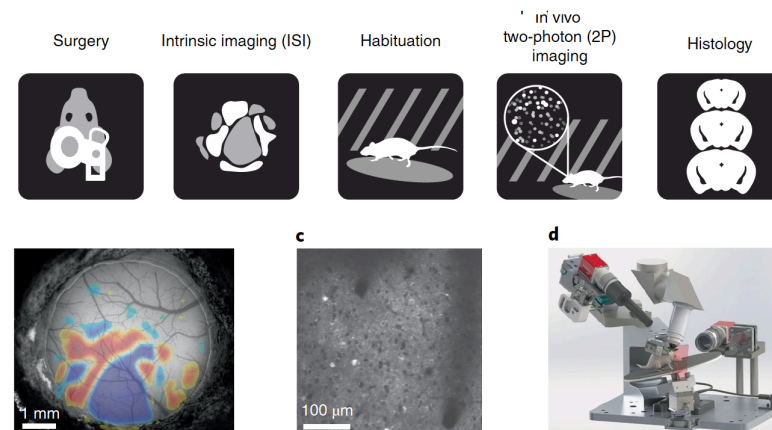 Surgery
Intrinsic imaging (ISI)
Habituation
in vivo
two-photon (2P)
imaging
Histology
c
d
1 mm
100 μm